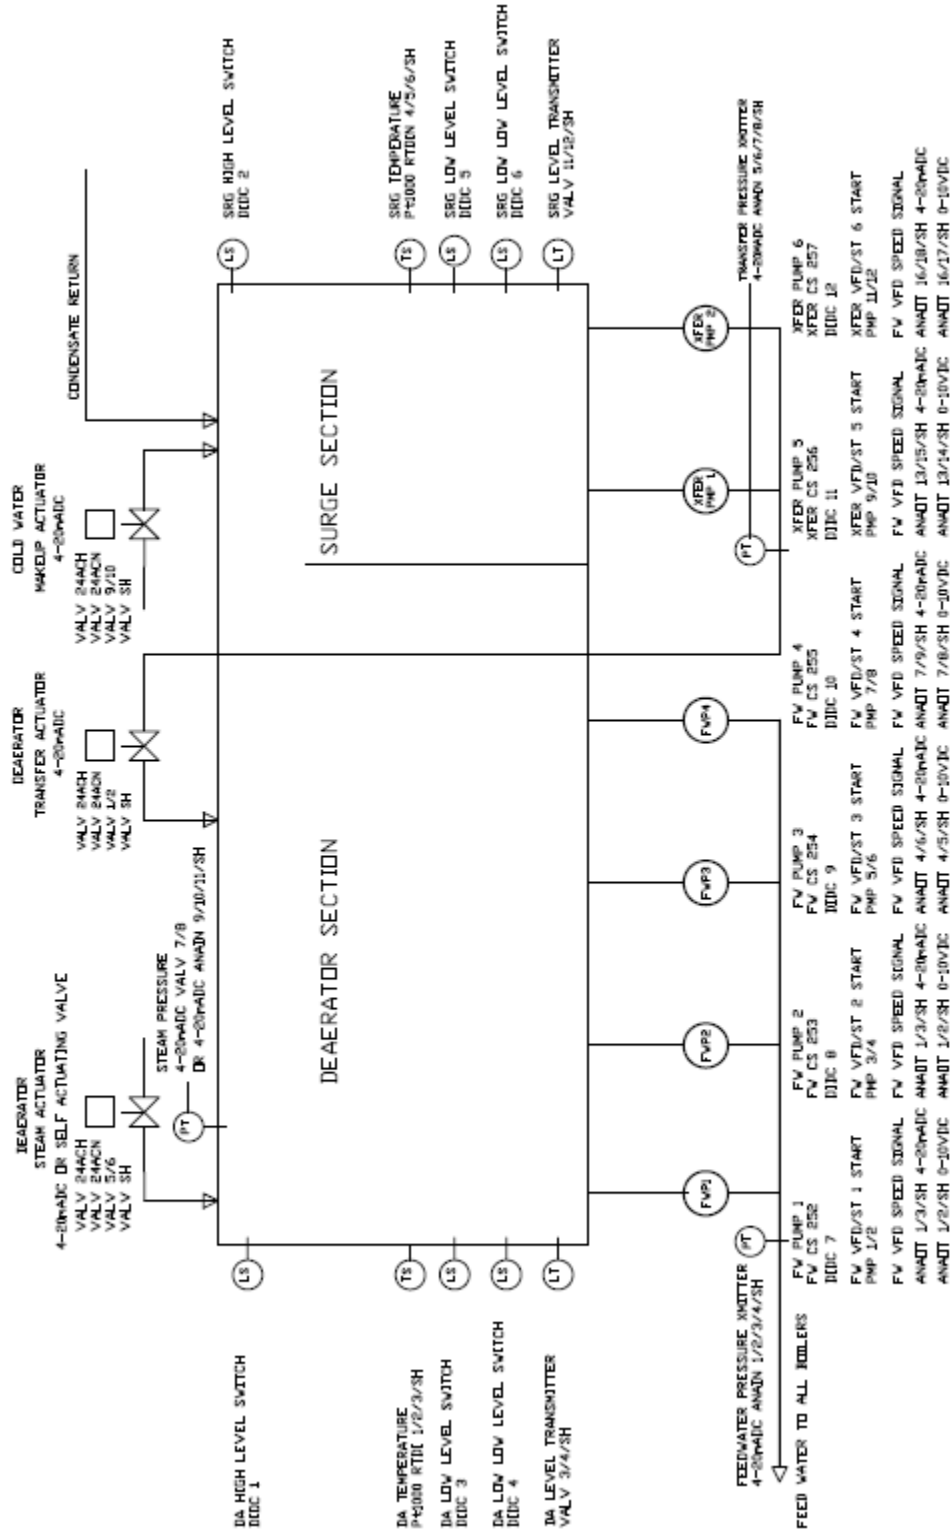 DEAERATOR
STEAM ACTUATOR
4-20mADC OR SELF ACTUATING VALVE
VALV 24ACH
VALV 24ACN
VALV 5/6
VALV SH
DEAERATOR
TRANSFER ACTUATOR
4-20mADC
VALV 24ACH
VALV 24ACN
VALV 1/2
VALV SH
COLD WATER
MAKEUP ACTUATOR
4-20mADC
VALV 24ACH
VALV 24ACN
VALV 9/10
VALV SH
CONDENSATE RETURN
STEAM PRESSURE
4-20mADC VALV 7/8
OR 4-20mADC ANAIN 9/10/11/SH
PT
DA HIGH LEVEL SWITCH
DIDC 1
LS
DA TEMPERATURE
Pt1000 RTDI 1/2/3/SH
TS
DA LOW LEVEL SWITCH
DIDC 3
LS
DA LOW LOW LEVEL SWITCH
DIDC 4
LS
DA LEVEL TRANSMITTER
VALV 3/4/SH
LT
DEAERATOR SECTION
SURGE SECTION
LS
SRG HIGH LEVEL SWITCH
DIDC 2
TS
SRG TEMPERATURE
Pt1000 RTDIN 4/5/6/SH
LS
SRG LOW LEVEL SWITCH
DIDC 5
LS
SRG LOW LOW LEVEL SWITCH
DIDC 6
LT
SRG LEVEL TRANSMITTER
VALV 11/12/SH
FWP1
FWP2
FWP3
FWP4
XFER
PMP 1
XFER
PMP 2
FEEDWATER PRESSURE XMITTER
4-20mADC ANAIN 1/2/3/4/SH
PT
PT
TRANSFER PRESSURE XMITTER
4-20MADC ANAIN 5/6/7/8/SH
FEED WATER TO ALL BOILERS
FW PUMP 1
FW CS 252
DIDC 7
FW VFD/ST 1 START
PMP 1/2
FW VFD SPEED SIGNAL
ANAOT 1/3/SH 4-20mADC
ANAOT 1/2/SH 0-10VDC
FW PUMP 2
FW CS 253
DIDC 8
FW VFD/ST 2 START
PMP 3/4
FW VFD SPEED SIGNAL
ANAOT 1/3/SH 4-20mADC
ANAOT 1/2/SH 0-10VDC
FW PUMP 3
FW CS 254
DIDC 9
FW VFD/ST 3 START
PMP 5/6
FW VFD SPEED SIGNAL
ANAOT 4/6/SH 4-20mADC
ANAOT 4/5/SH 0-10VDC
FW PUMP 4
FW CS 255
DIDC 10
FW VFD/ST 4 START
PMP 7/8
FW VFD SPEED SIGNAL
ANAOT 7/9/SH 4-20mADC
ANAOT 7/8/SH 0-10VDC
XFER PUMP 5
XFER CS 256
DIDC 11
XFER VFD/ST 5 START
PMP 9/10
FW VFD SPEED SIGNAL
ANAOT 13/15/SH 4-20mADC
ANAOT 13/14/SH 0-10VDC
XFER PUMP 6
XFER CS 257
DIDC 12
XFER VFD/ST 6 START
PMP 11/12
FW VFD SPEED SIGNAL
ANAOT 16/18/SH 4-20mADC
ANAOT 16/17/SH 0-10VDC